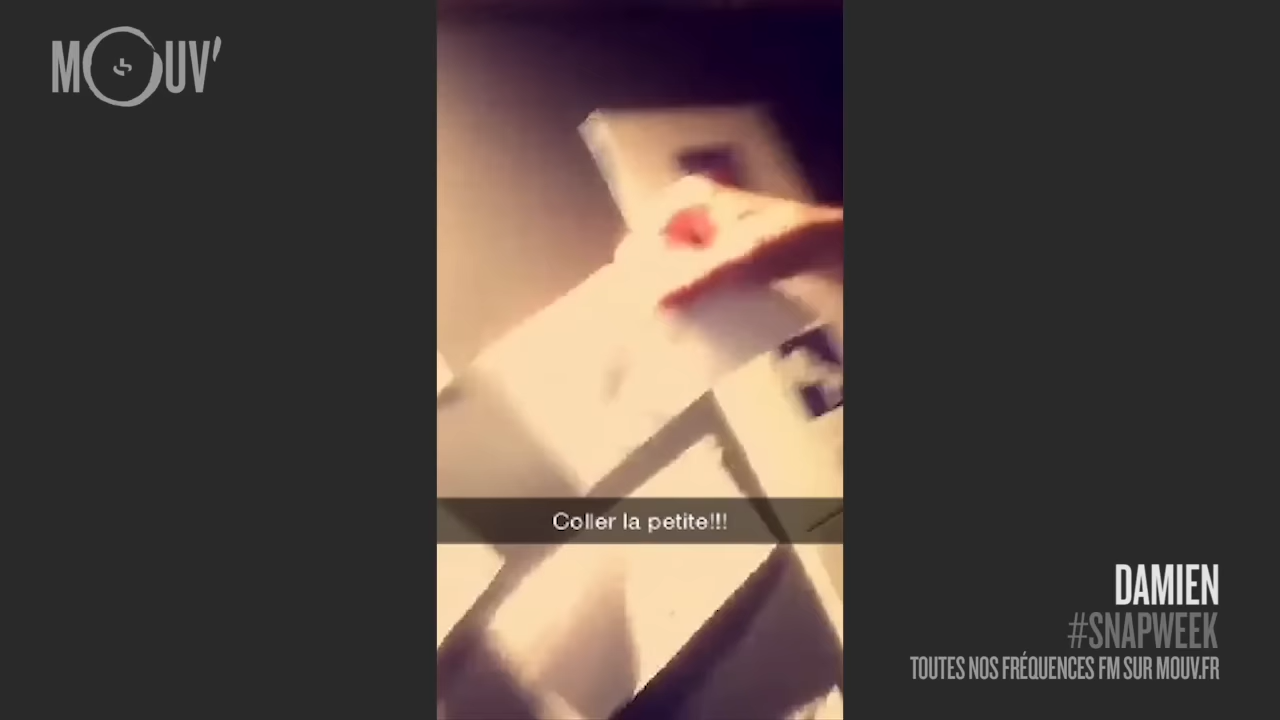 MOUV'
Coller la petite!!!
DAMIEN
#SNAPWEEK
TOUTES NOS FRÉQUENCES FM SUR MOUV.FR